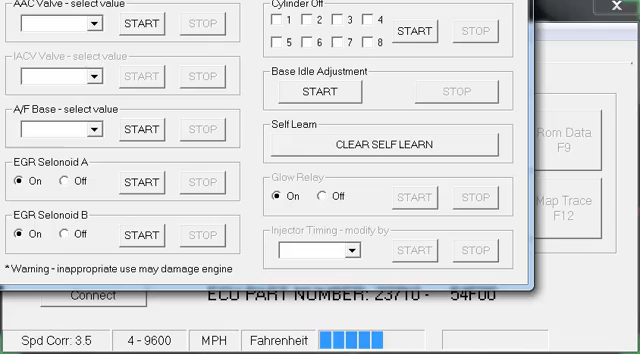 AAC Valve - select value
START STOP
IACV Valve - select value
START STOP
A/F Base - select value
START STOP
EGR Selonoid A
On Off START STOP
EGR Selonoid B
On Off START STOP
*Warning - inappropriate use may damage engine
Cylinder Off
1 2 3 4
5 6 7 8
START STOP
Base Idle Adjustment
START STOP
Self Learn
CLEAR SELF LEARN
Glow Relay
On Off START STOP
Injector Timing - modify by
START STOP
X
Rom Data
F9
Map Trace
F12
Connect
ECU PART NUMBER: 23710 - 54F00
Spd Corr: 3.5 4 - 9600 MPH Fahrenheit